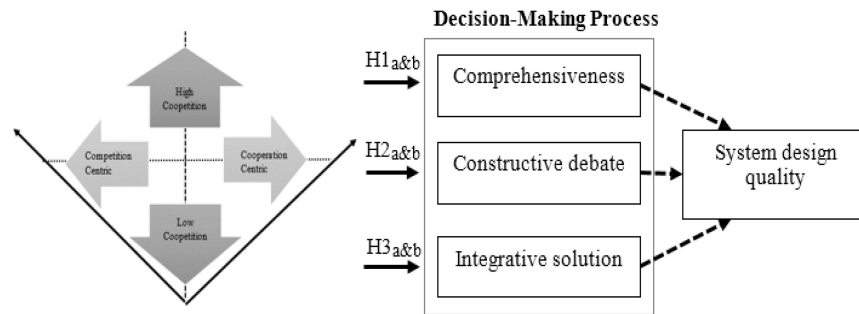 Decision-Making Process
High
Coopetition
Competition
Centric
Cooperation
Centric
Low
Coopetition
H1a&b
Comprehensiveness
H2a&b
Constructive debate
H3a&b
Integrative solution
System design
quality